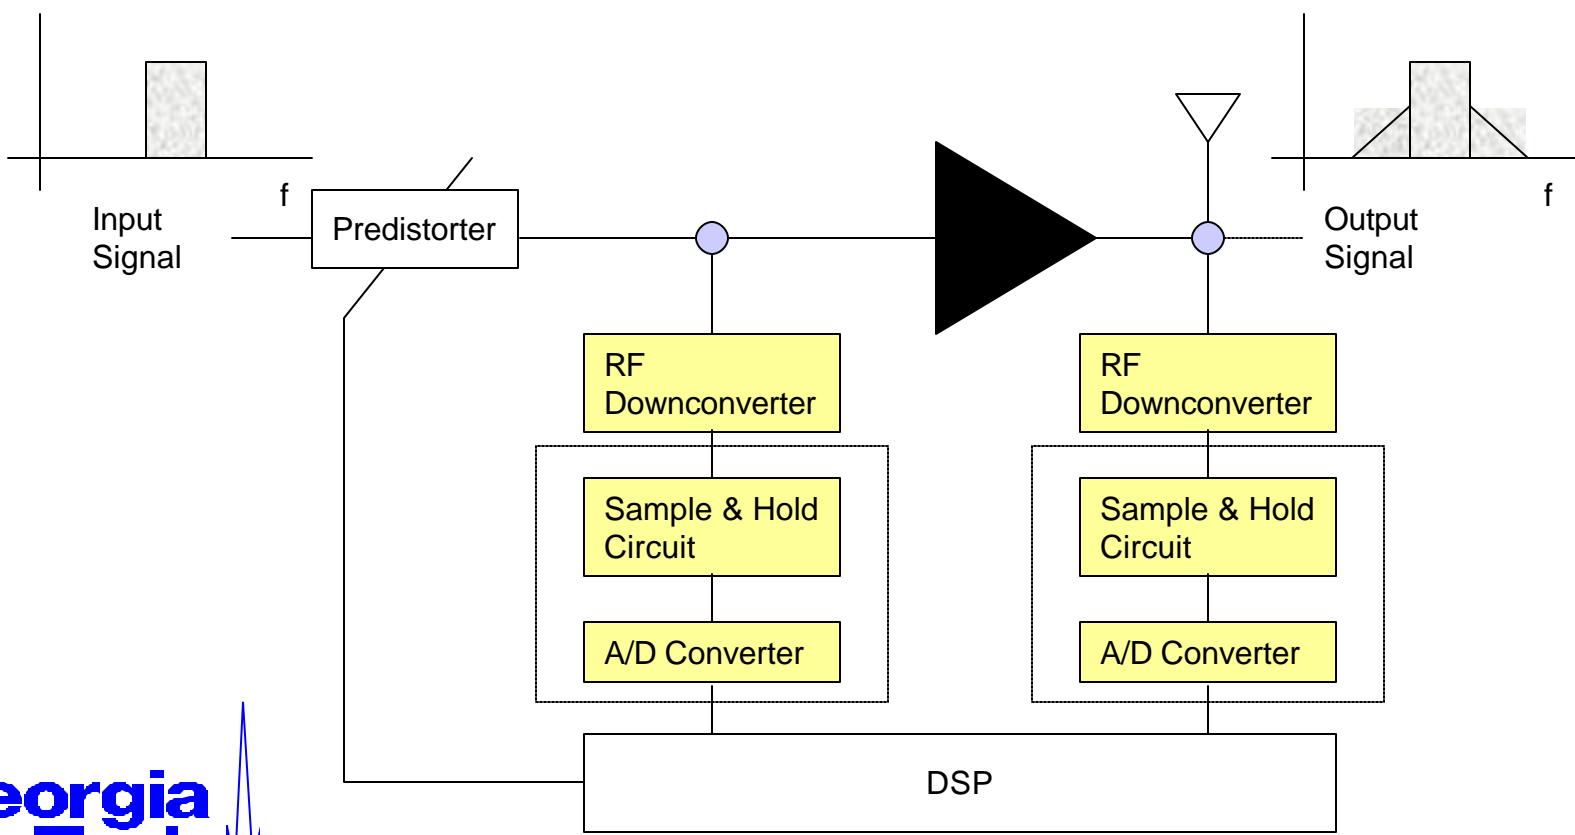 f
Input
Signal
Predistorter
f
Output
Signal
RF
Downconverter
RF
Downconverter
Sample & Hold
Circuit
Sample & Hold
Circuit
A/D Converter
A/D Converter
DSP
eorgia